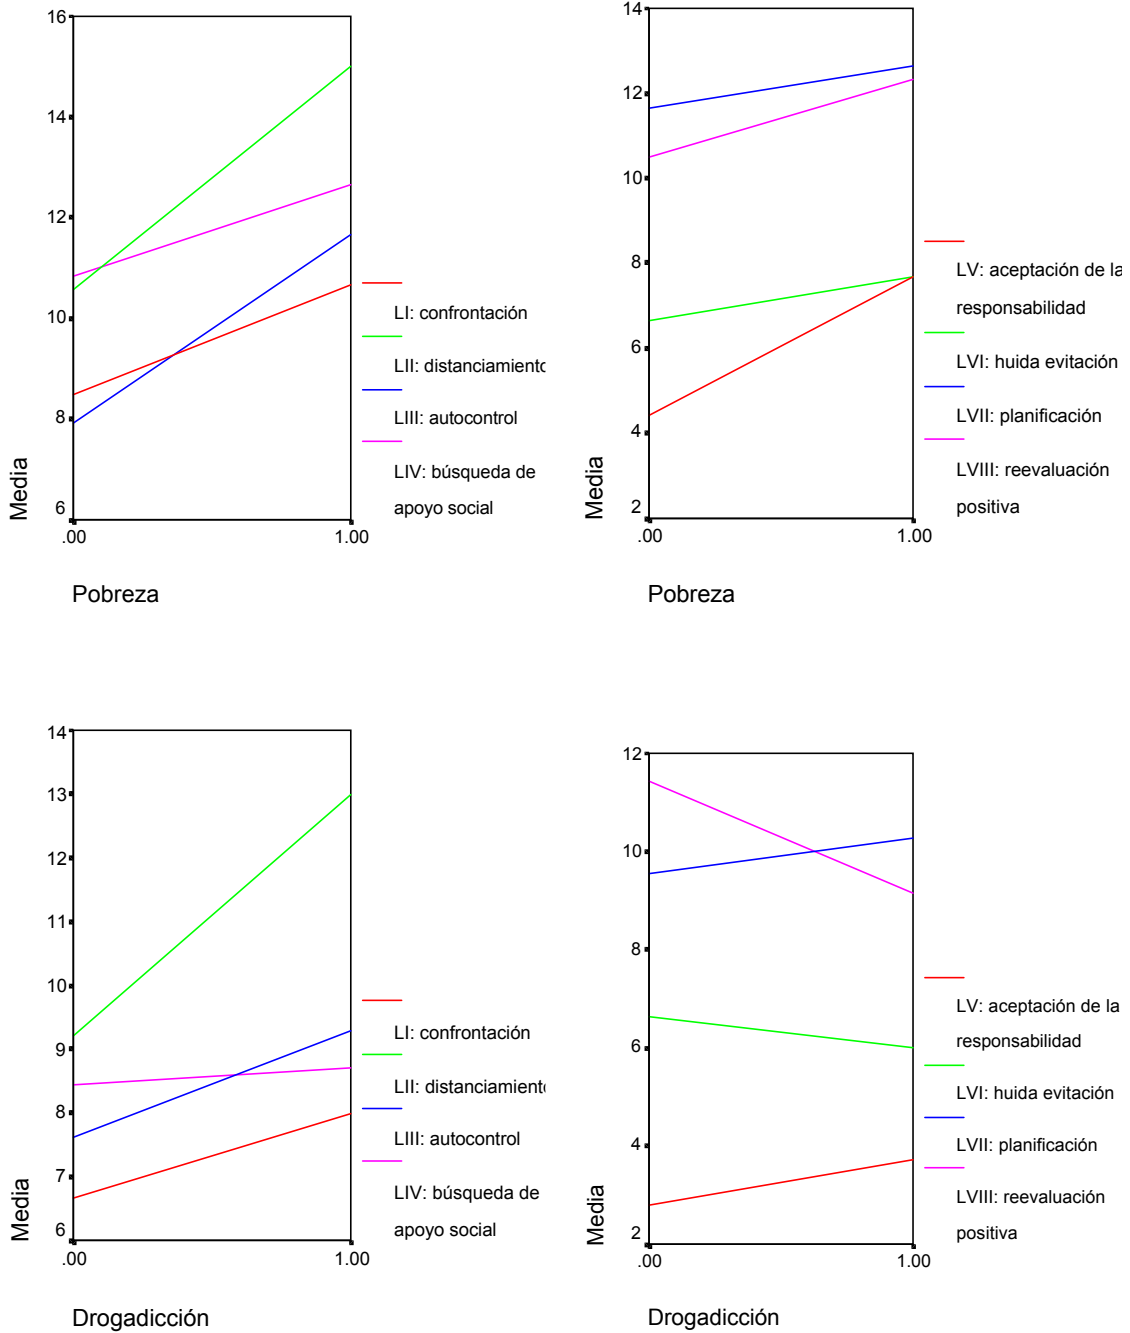 16
14
12
10
8
6
Media
.00
1.00
Pobreza
LI: confrontación
LII: distanciamiento
LIII: autocontrol
LIV: búsqueda de
apoyo social
14
12
10
8
6
4
2
Media
.00
1.00
Pobreza
LV: aceptación de la
responsabilidad
LVI: huida evitación
LVII: planificación
LVIII: reevaluación
positiva
14
13
12
11
10
9
8
7
6
Media
.00
1.00
Drogadicción
LI: confrontación
LII: distanciamiento
LIII: autocontrol
LIV: búsqueda de
apoyo social
12
10
8
6
4
2
Media
.00
1.00
Drogadicción
LV: aceptación de la
responsabilidad
LVI: huida evitación
LVII: planificación
LVIII: reevaluación
positiva